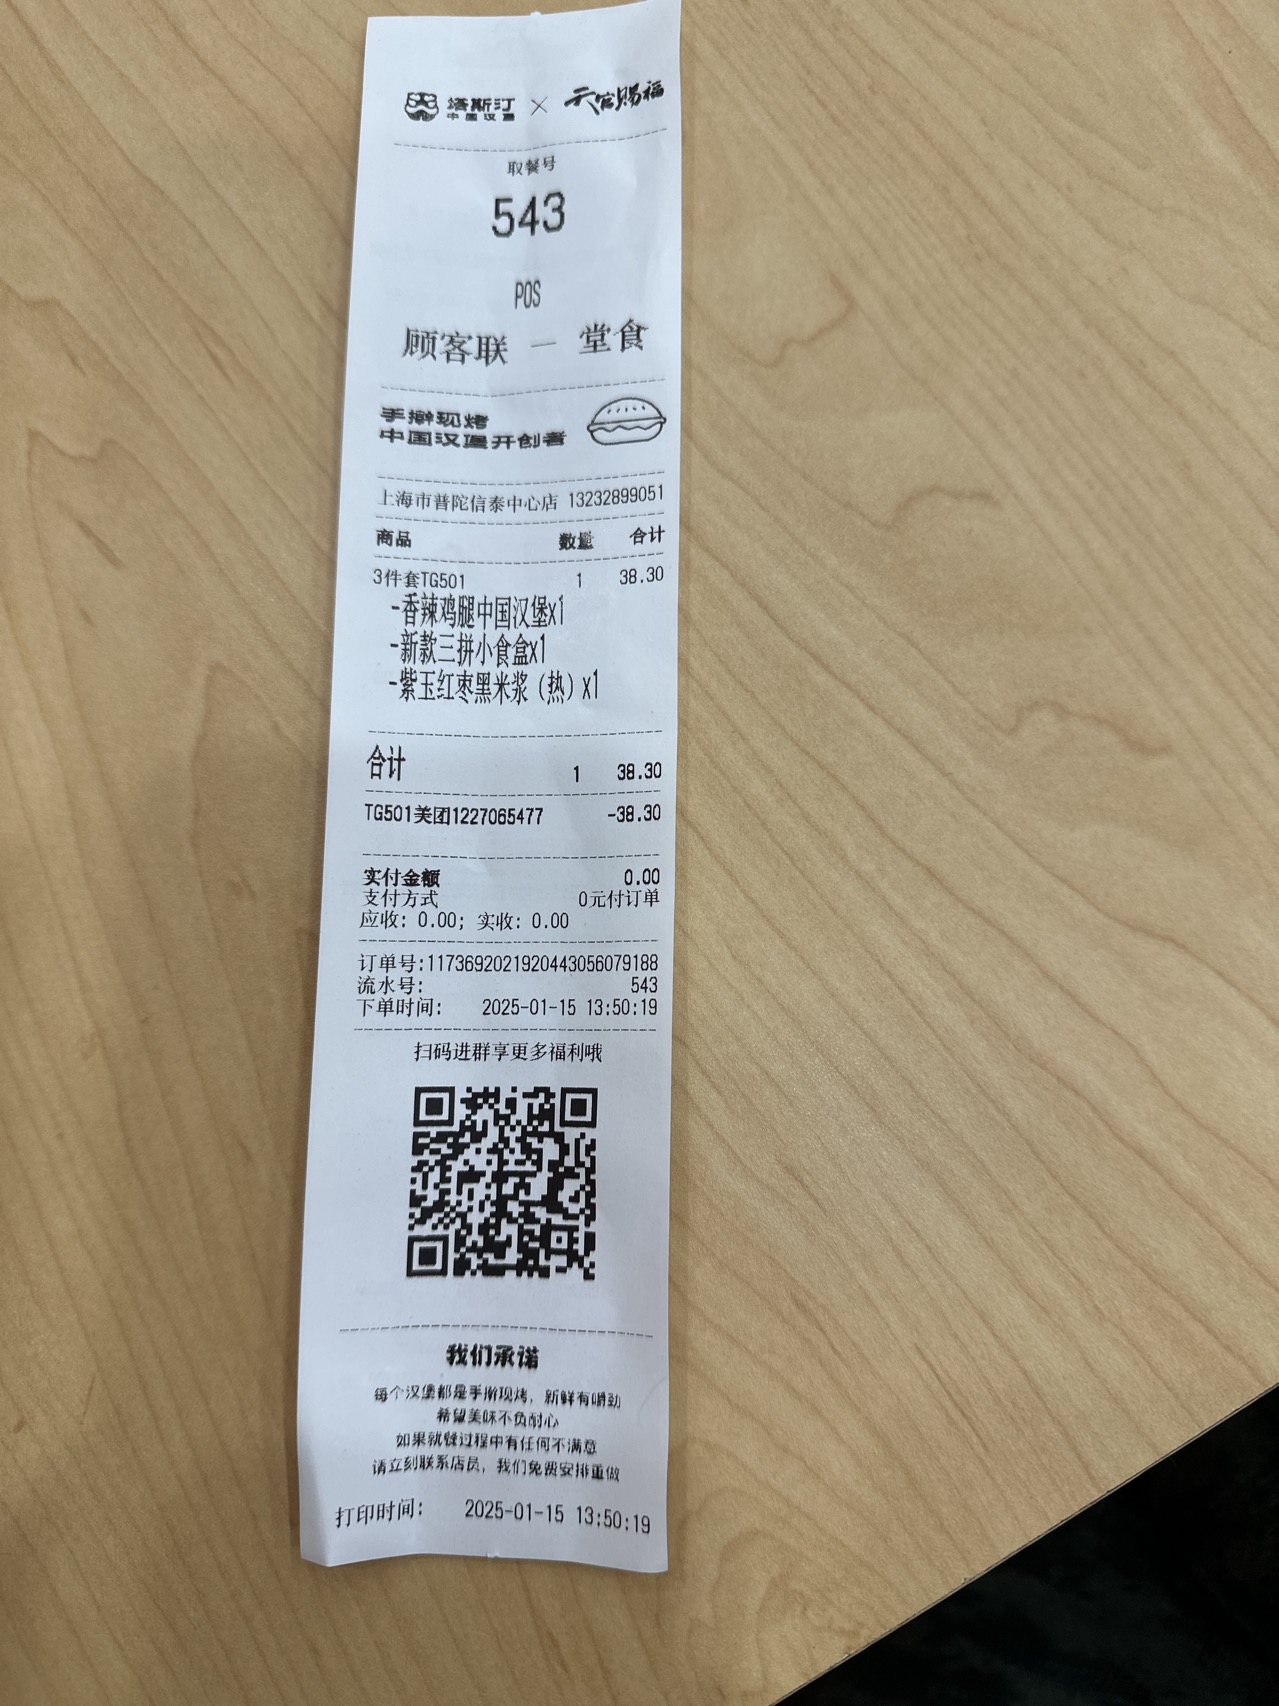 塔斯汀 中国汉堡 × 天官赐福
取餐号
543
POS
顾客联 — 堂食
手擀现烤
中国汉堡开创者
上海市普陀信泰中心店 13232899051
商品 数量 合计
3件套TG501 1 38.30
-香辣鸡腿中国汉堡x1
-新款三拼小食盒x1
-紫玉红枣黑米浆（热）x1
合计 1 38.30
TG501美团1227065477 -38.30
实付金额 0.00
支付方式 0元付订单
应收: 0.00; 实收: 0.00
订单号:1173692021920443056079188
流水号: 543
下单时间: 2025-01-15 13:50:19
扫码进群享更多福利哦
我们承诺
每个汉堡都是手擀现烤，新鲜有嚼劲
希望美味不负耐心
如果就餐过程中有任何不满意
请立刻联系店员，我们免费安排重做
打印时间: 2025-01-15 13:50:19